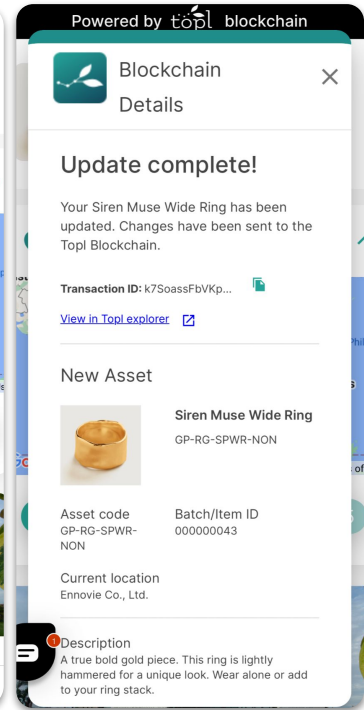 Powered by topl blockchain
Blockchain
Details
Update complete!
Your Siren Muse Wide Ring has been
updated. Changes have been sent to the
Topl Blockchain.
Transaction ID: k7SoassFbVKp...
View in Topl explorer
New Asset
Siren Muse Wide Ring
GP-RG-SPWR-NON
Asset code
GP-RG-SPWR-
NON
Batch/Item ID
000000043
Current location
Ennovie Co., Ltd.
1
Description
A true bold gold piece. This ring is lightly
hammered for a unique look. Wear alone or add
to your ring stack.